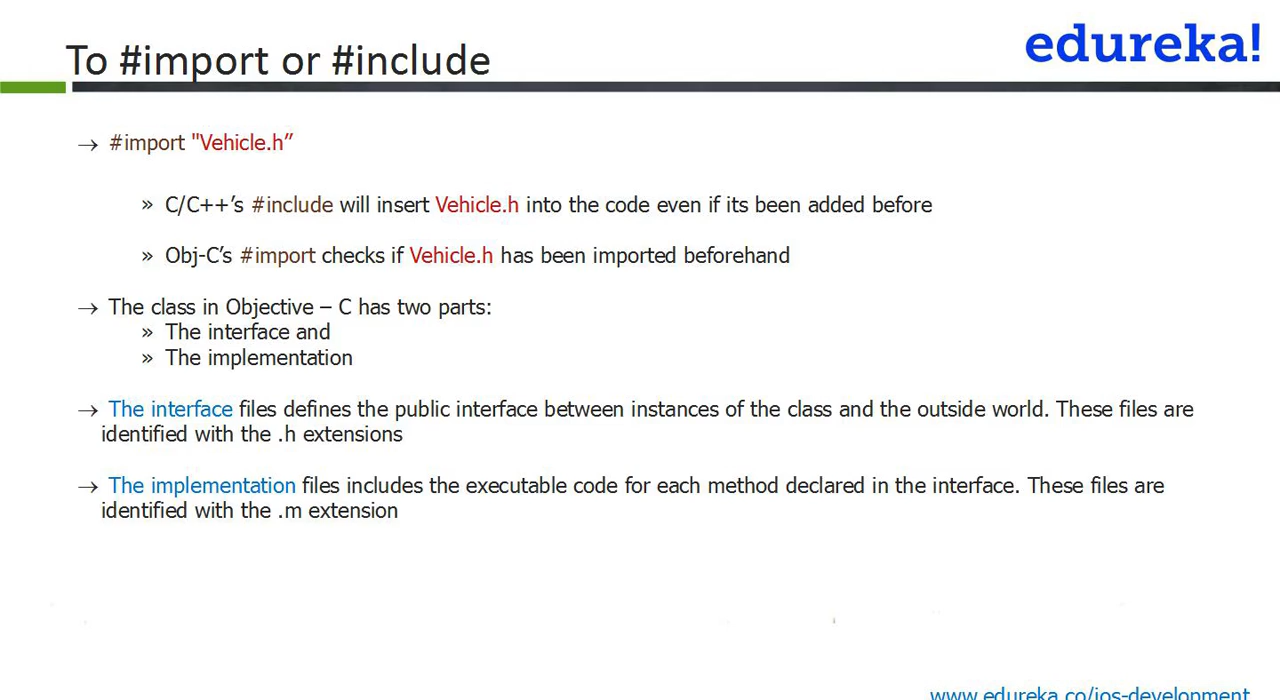 To #import or #include
edureka!
→ #import "Vehicle.h”
» C/C++’s #include will insert Vehicle.h into the code even if its been added before
» Obj-C’s #import checks if Vehicle.h has been imported beforehand
→ The class in Objective – C has two parts:
» The interface and
» The implementation
→ The interface files defines the public interface between instances of the class and the outside world. These files are
identified with the .h extensions
→ The implementation files includes the executable code for each method declared in the interface. These files are
identified with the .m extension
www.edureka.co/ios-development